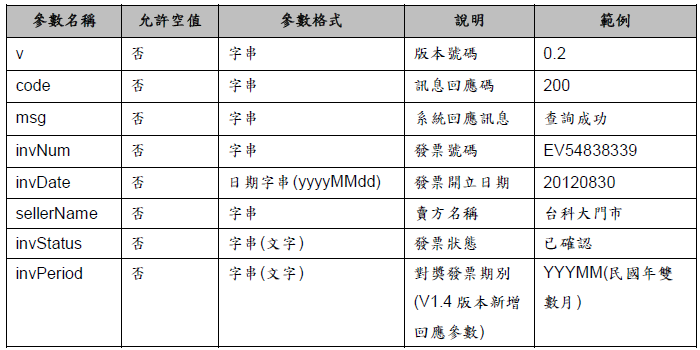 參數名稱 允許空值 參數格式 說明 範例
v 否 字串 版本號碼 0.2
code 否 字串 訊息回應碼 200
msg 否 字串 系統回應訊息 查詢成功
invNum 否 字串 發票號碼 EV54838339
invDate 否 日期字串(yyyyMMdd) 發票開立日期 20120830
sellerName 否 字串 賣方名稱 台科大門市
invStatus 否 字串(文字) 發票狀態 已確認
invPeriod 否 字串(文字) 對獎發票期別 YYYMM(民國年雙
(V1.4 版本新增 數月)
回應參數)